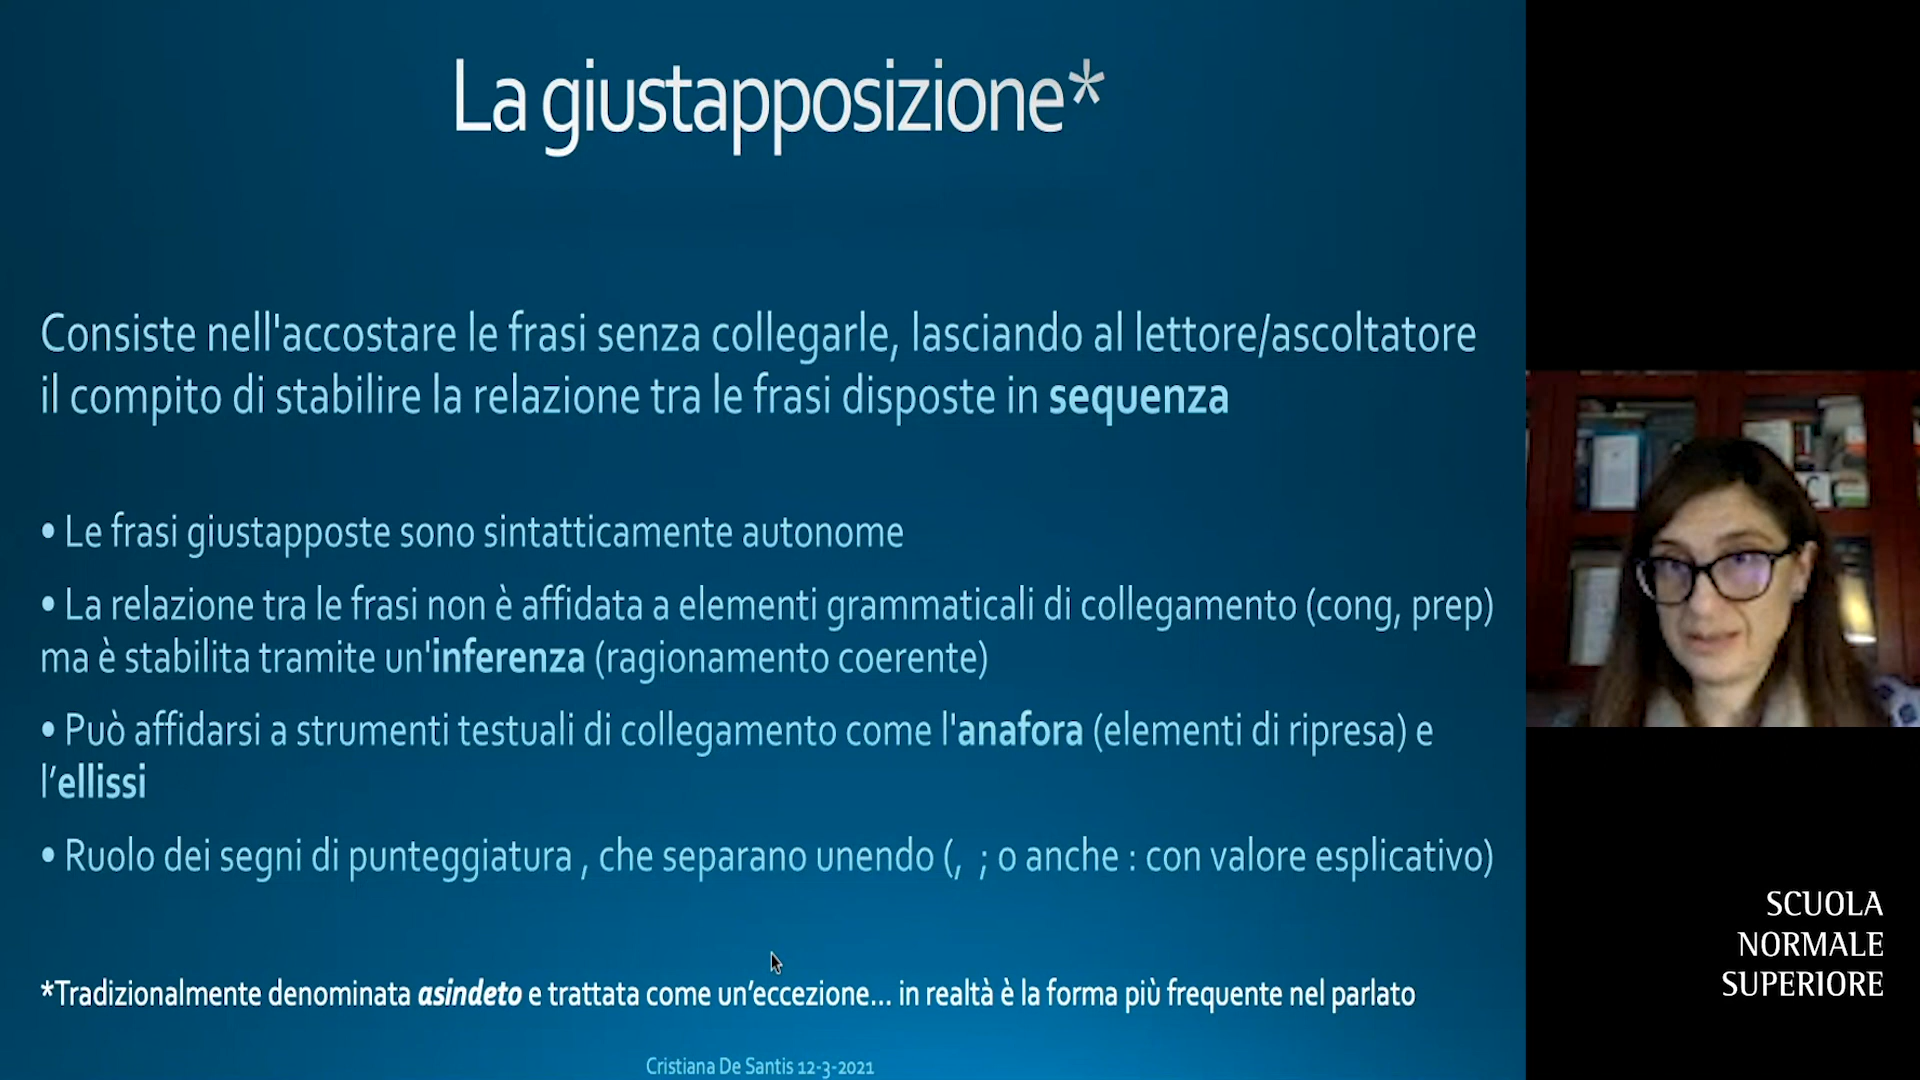 La giustapposizione*
Consiste nell'accostare le frasi senza collegarle, lasciando al lettore/ascoltatore
il compito di stabilire la relazione tra le frasi disposte in sequenza
• Le frasi giustapposte sono sintatticamente autonome
• La relazione tra le frasi non è affidata a elementi grammaticali di collegamento (cong, prep)
ma è stabilita tramite un'inferenza (ragionamento coerente)
• Può affidarsi a strumenti testuali di collegamento come l'anafora (elementi di ripresa) e
l’ellissi
• Ruolo dei segni di punteggiatura , che separano unendo (, ; o anche : con valore esplicativo)
*Tradizionalmente denominata asindeto e trattata come un’eccezione... in realtà è la forma più frequente nel parlato
Cristiana De Santis 12-3-2021
SCUOLA
NORMALE
SUPERIORE